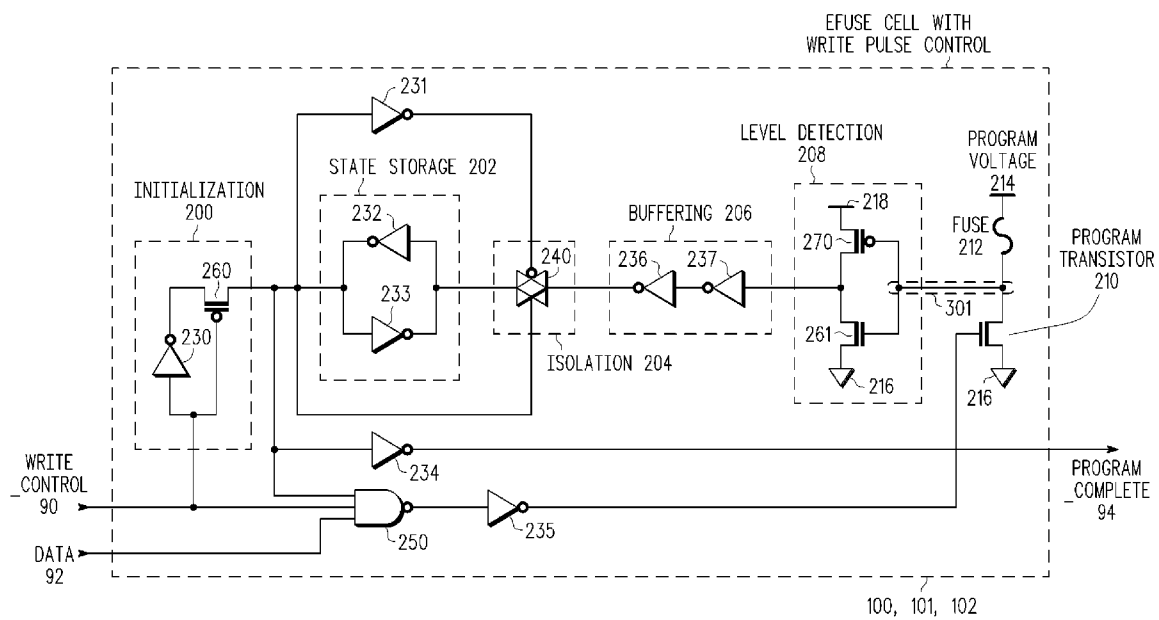 EFUSE CELL WITH
WRITE PULSE CONTROL
231
LEVEL DETECTION
208
PROGRAM
VOLTAGE
214
STATE STORAGE 202
INITIALIZATION
200
218
BUFFERING 206
FUSE
212
232
270
PROGRAM
TRANSISTOR
210
260
240
236
237
233
301
230
261
ISOLATION 204
216
216
WRITE
_CONTROL
90
234
PROGRAM
_COMPLETE
94
250
235
DATA
92
100, 101, 102